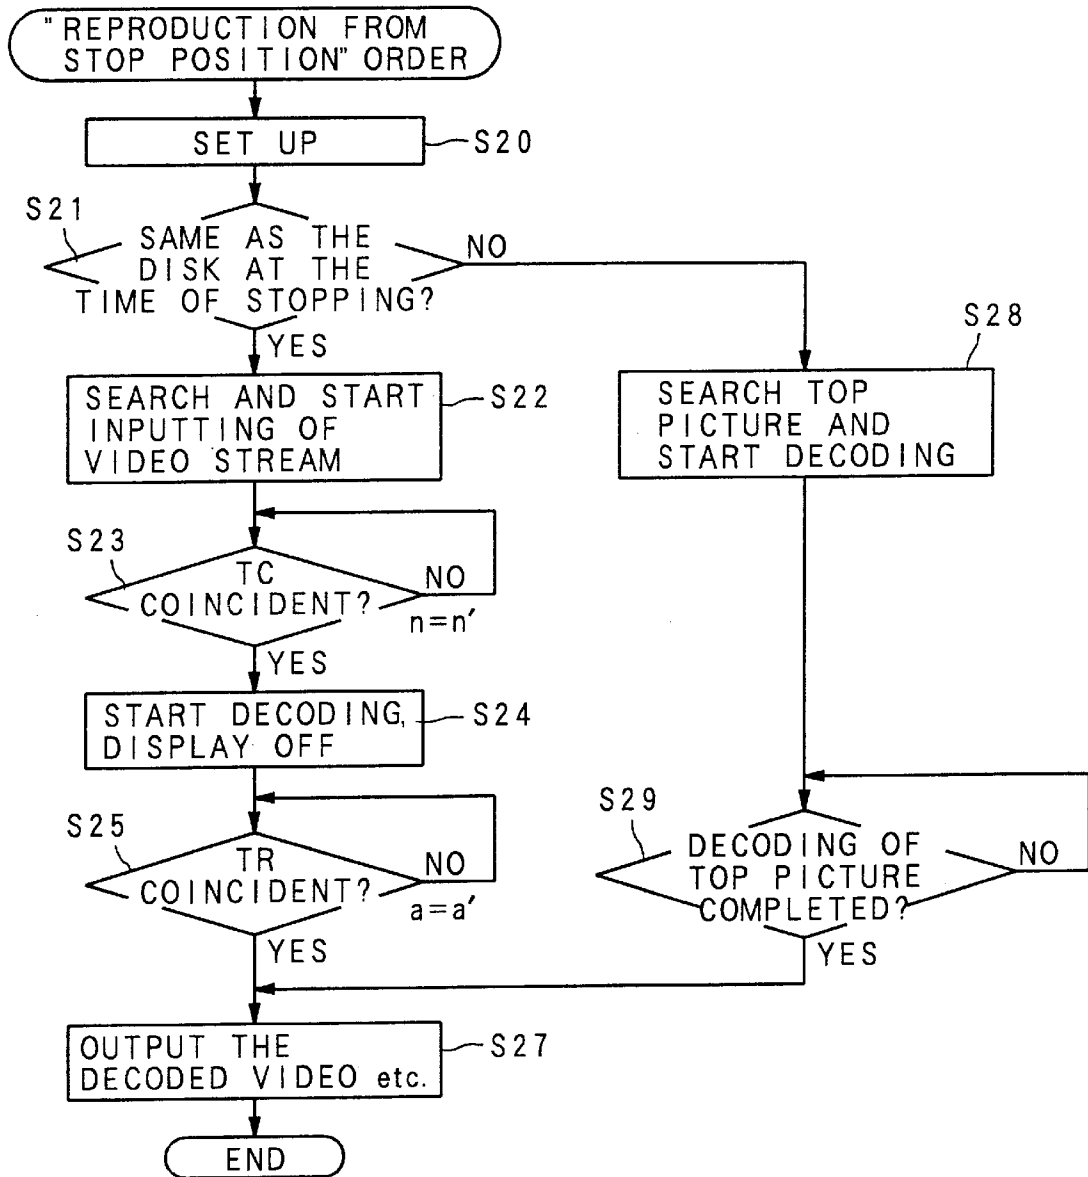 "REPRODUCTION FROM
STOP POSITION" ORDER
SET UP
S20
S21
SAME AS THE
DISK AT THE
TIME OF STOPPING?
NO
YES
SEARCH AND START
INPUTTING OF
VIDEO STREAM
S22
S28
SEARCH TOP
PICTURE AND
START DECODING
S23
TC
COINCIDENT?
NO
n=n′
YES
START DECODING,
DISPLAY OFF
S24
S25
TR
COINCIDENT?
NO
a=a′
YES
S29
DECODING OF
TOP PICTURE
COMPLETED?
NO
YES
OUTPUT THE
DECODED VIDEO etc.
S27
END